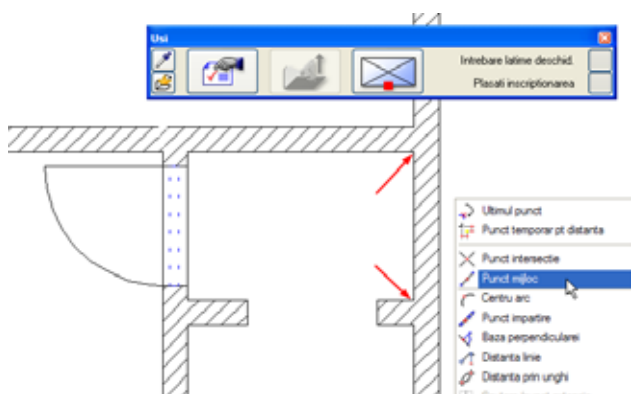 Usi
Intrebare latime deschid.
Plasati inscriptionarea
Ultimul punct
Punct temporar pt distanta
Punct intersectie
Punct mijloc
Centru arc
Punct impartire
Baza perpendicularei
Distanta linie
Distanta prin unghi